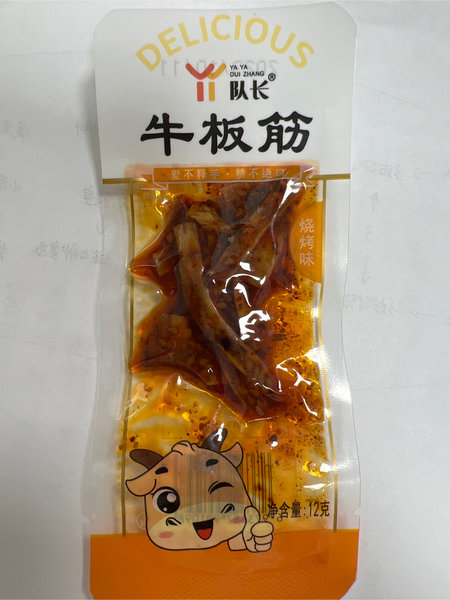 DELICIOUS
YA YA
DUI ZHANG
队长®
牛板筋
爱不释手·赞不绝口
烧烤味
净含量:12克